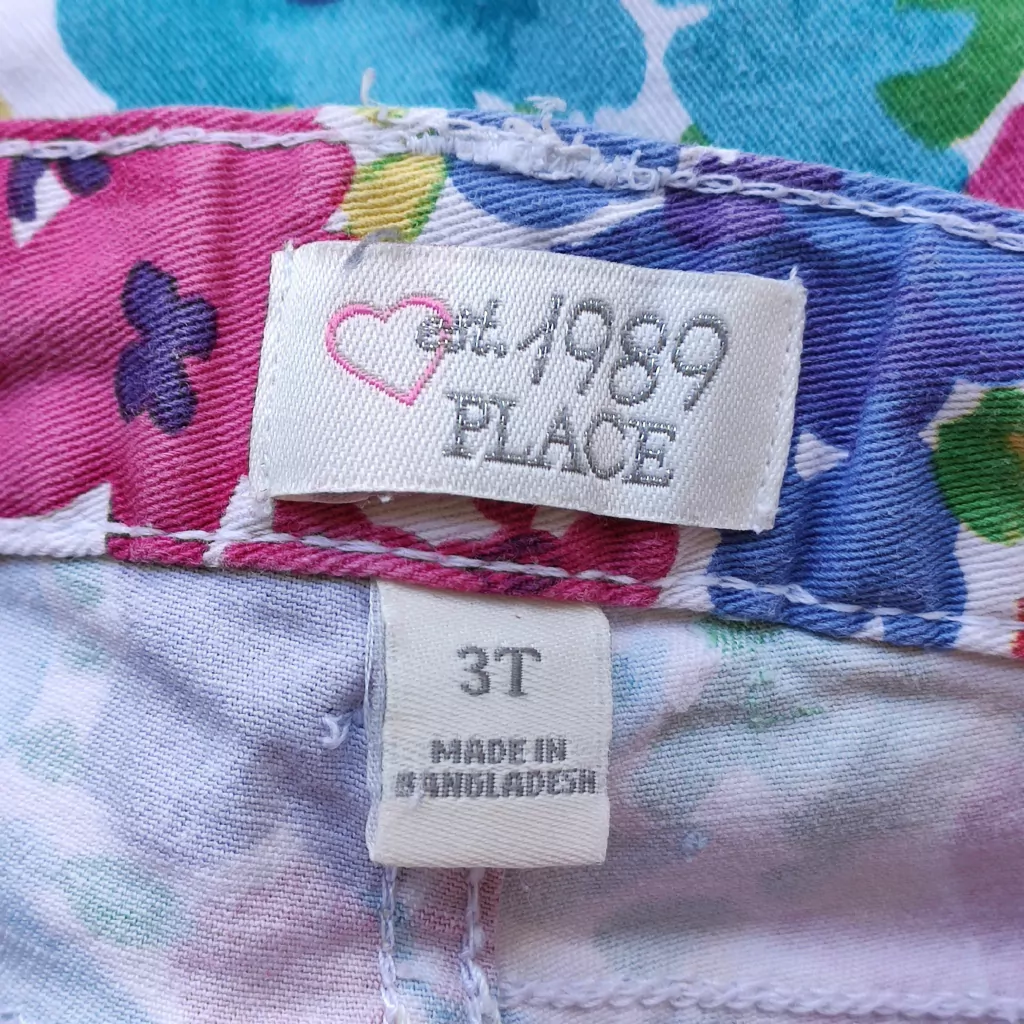 est. 1989
PLACE
3T
MADE IN
BANGLADESH